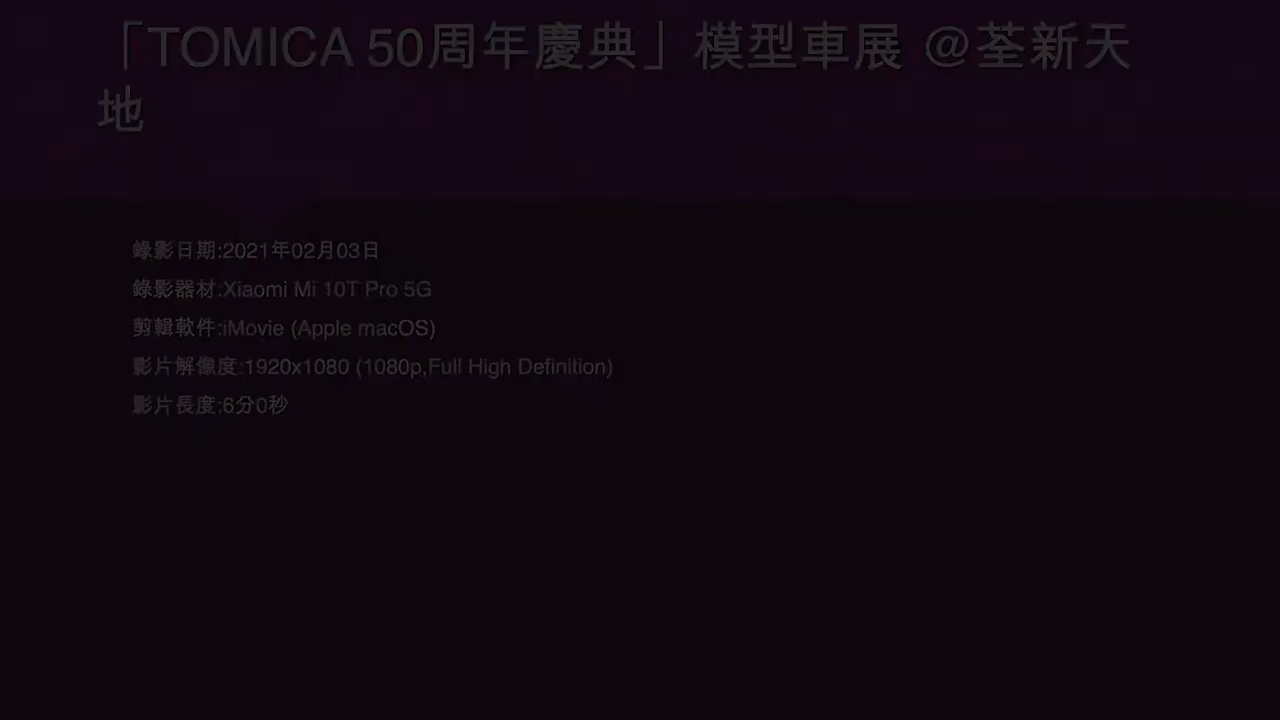 「TOMICA 50周年慶典」模型車展 @荃新天
地
錄影日期:2021年02月03日
錄影器材:Xiaomi Mi 10T Pro 5G
剪輯軟件:iMovie (Apple macOS)
影片解像度:1920x1080 (1080p,Full High Definition)
影片長度:6分0秒